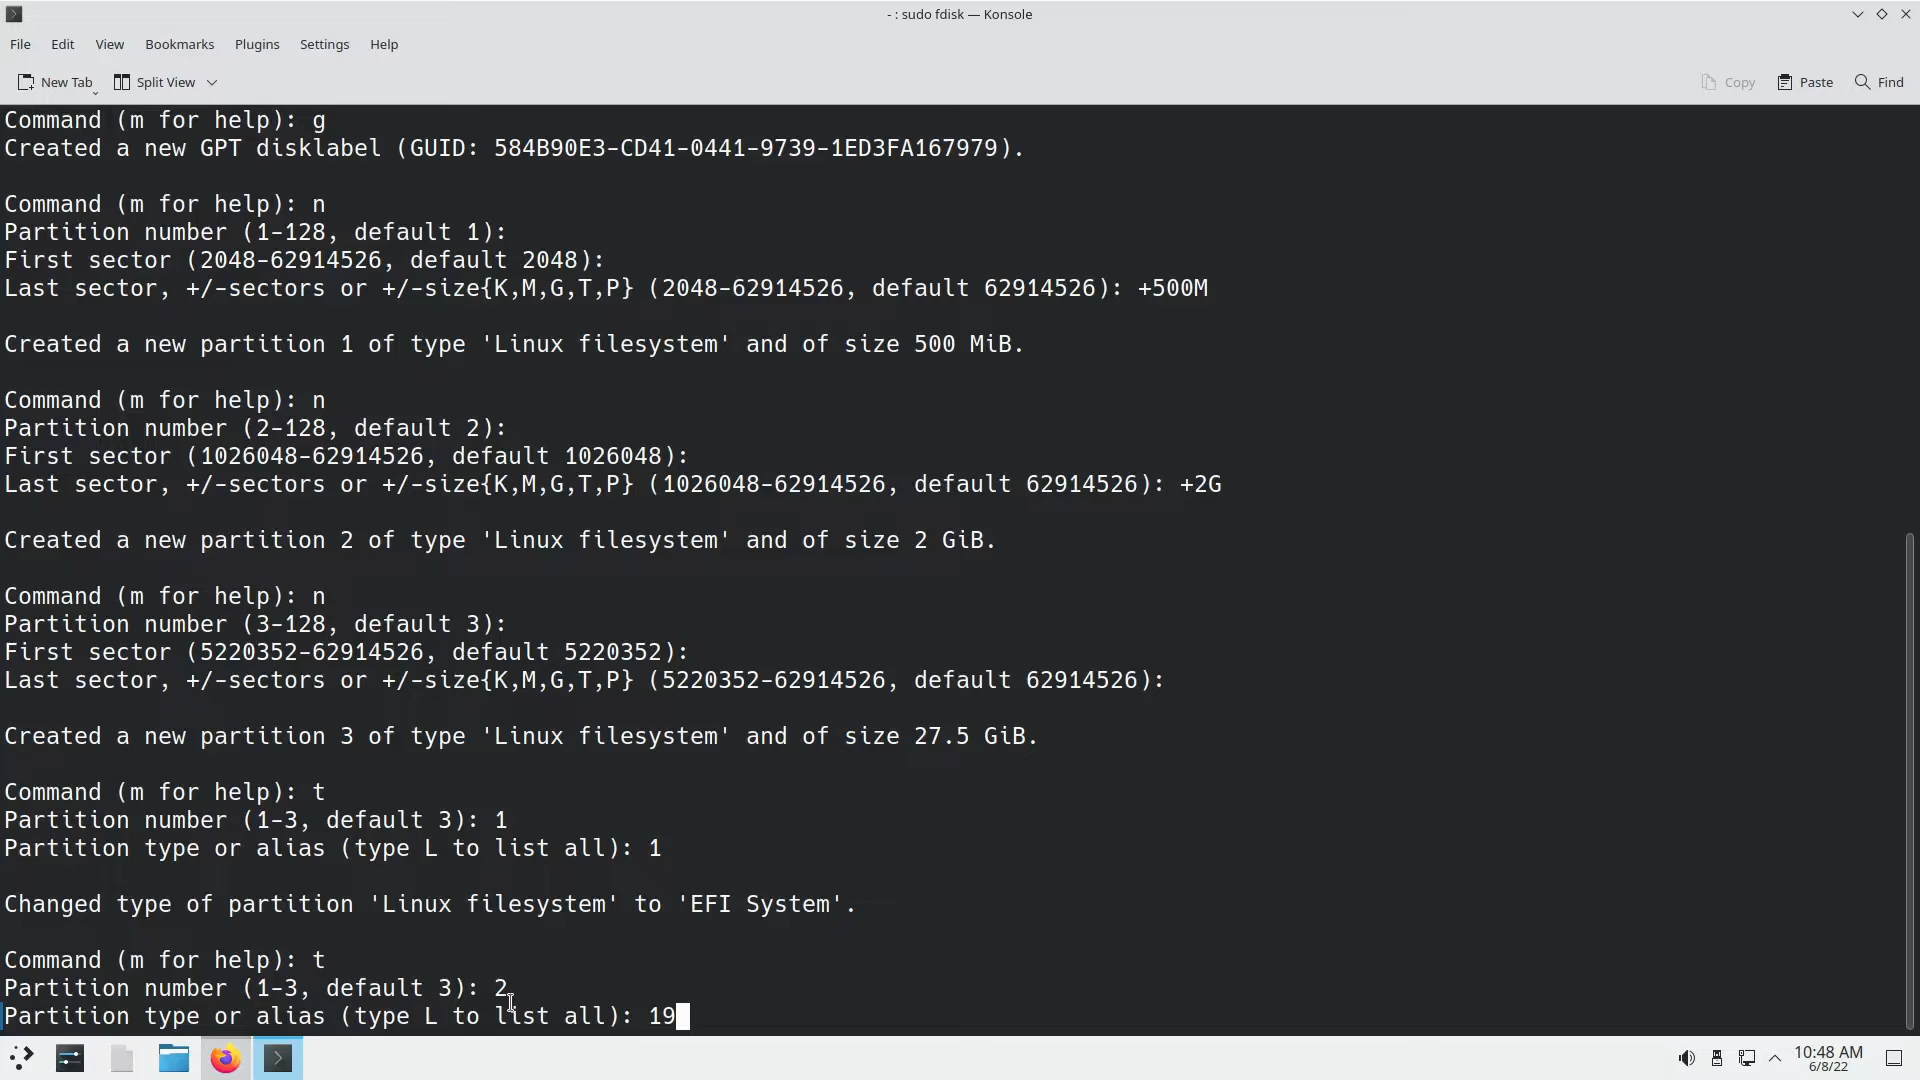 - : sudo fdisk — Konsole
File Edit View Bookmarks Plugins Settings Help
New Tab Split View Copy Paste Find
Command (m for help): g
Created a new GPT disklabel (GUID: 584B90E3-CD41-0441-9739-1ED3FA167979).
Command (m for help): n
Partition number (1-128, default 1):
First sector (2048-62914526, default 2048):
Last sector, +/-sectors or +/-size{K,M,G,T,P} (2048-62914526, default 62914526): +500M
Created a new partition 1 of type 'Linux filesystem' and of size 500 MiB.
Command (m for help): n
Partition number (2-128, default 2):
First sector (1026048-62914526, default 1026048):
Last sector, +/-sectors or +/-size{K,M,G,T,P} (1026048-62914526, default 62914526): +2G
Created a new partition 2 of type 'Linux filesystem' and of size 2 GiB.
Command (m for help): n
Partition number (3-128, default 3):
First sector (5220352-62914526, default 5220352):
Last sector, +/-sectors or +/-size{K,M,G,T,P} (5220352-62914526, default 62914526):
Created a new partition 3 of type 'Linux filesystem' and of size 27.5 GiB.
Command (m for help): t
Partition number (1-3, default 3): 1
Partition type or alias (type L to list all): 1
Changed type of partition 'Linux filesystem' to 'EFI System'.
Command (m for help): t
Partition number (1-3, default 3): 2
Partition type or alias (type L to list all): 19
10:48 AM
6/8/22